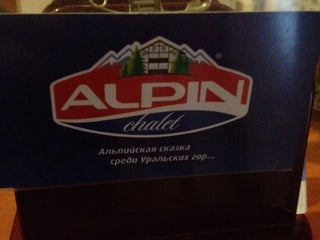 ALPIN
®
chalet
Альпийская сказка
среди Уральских гор...